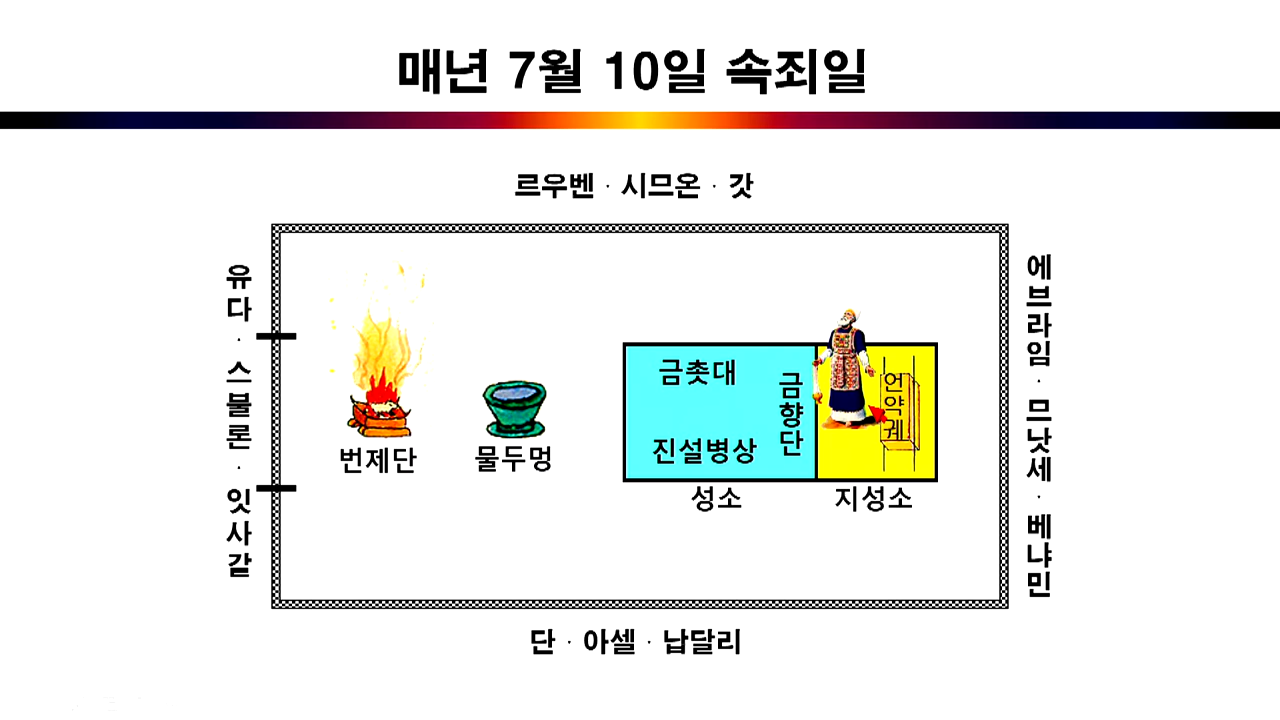 매년 7월 10일 속죄일
르우벤 · 시므온 · 갓
유다 · 스불론 · 잇사갈
에브라임 · 므낫세 · 베냐민
금촛대
금향단
언약궤
진설병상
번제단
물두멍
성소
지성소
단 · 아셀 · 납달리